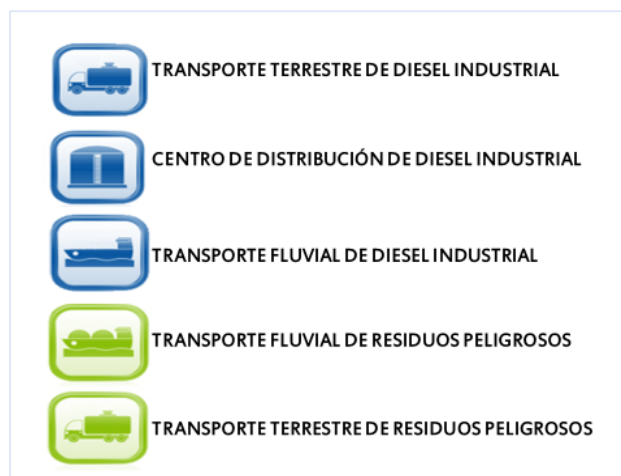 TRANSPORTE TERRESTRE DE DIESEL INDUSTRIAL
CENTRO DE DISTRIBUCIÓN DE DIESEL INDUSTRIAL
TRANSPORTE FLUVIAL DE DIESEL INDUSTRIAL
TRANSPORTE FLUVIAL DE RESIDUOS PELIGROSOS
TRANSPORTE TERRESTRE DE RESIDUOS PELIGROSOS